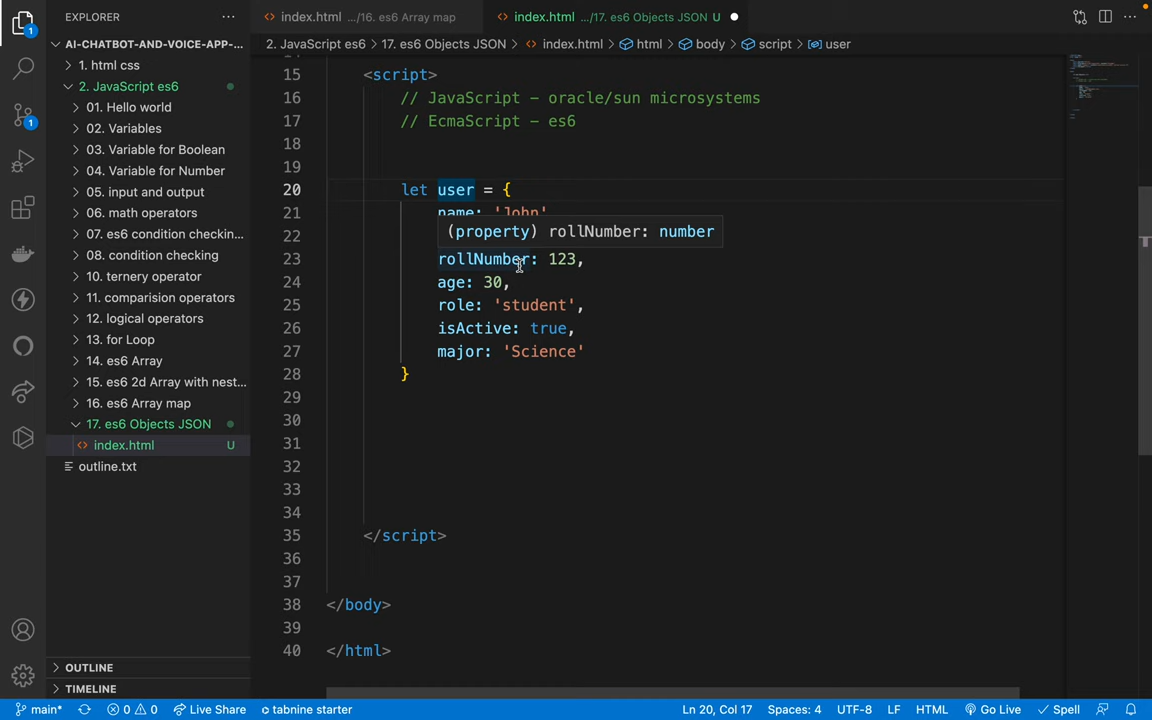 EXPLORER
AI-CHATBOT-AND-VOICE-APP-...
1. html css
2. JavaScript es6
01. Hello world
02. Variables
03. Variable for Boolean
04. Variable for Number
05. input and output
06. math operators
07. es6 condition checkin...
08. condition checking
10. ternery operator
11. comparision operators
12. logical operators
13. for Loop
14. es6 Array
15. es6 2d Array with nest...
16. es6 Array map
17. es6 Objects JSON
index.html U
outline.txt
OUTLINE
TIMELINE
index.html .../16. es6 Array map
index.html .../17. es6 Objects JSON U
2. JavaScript es6 > 17. es6 Objects JSON > index.html > html > body > script > user
15 <script>
16 // JavaScript - oracle/sun microsystems
17 // EcmaScript - es6
18
19
20 let user = {
21 name: 'John'
22 (property) rollNumber: number
23 rollNumber: 123,
24 age: 30,
25 role: 'student',
26 isActive: true,
27 major: 'Science'
28 }
29
30
31
32
33
34
35 </script>
36
37
38 </body>
39
40 </html>
1
1
main* 0 0 Live Share tabnine starter Ln 20, Col 17 Spaces: 4 UTF-8 LF HTML Go Live Spell